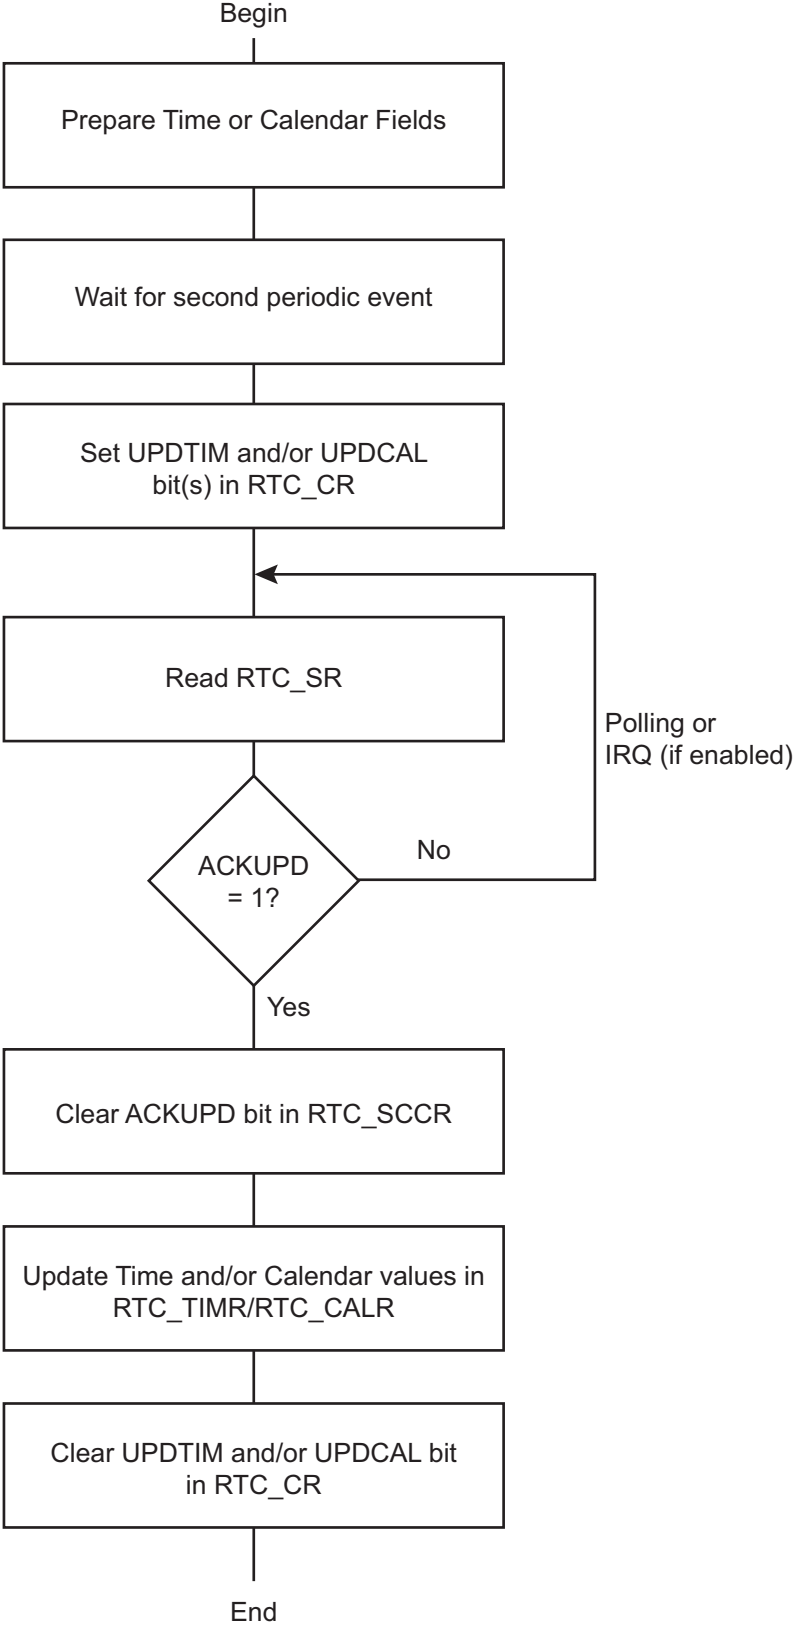 Begin
Prepare Time or Calendar Fields
Wait for second periodic event
Set UPDTIM and/or UPDCAL
bit(s) in RTC_CR
Read RTC_SR
Polling or
IRQ (if enabled)
ACKUPD
= 1?
No
Yes
Clear ACKUPD bit in RTC_SCCR
Update Time and/or Calendar values in
RTC_TIMR/RTC_CALR
Clear UPDTIM and/or UPDCAL bit
in RTC_CR
End